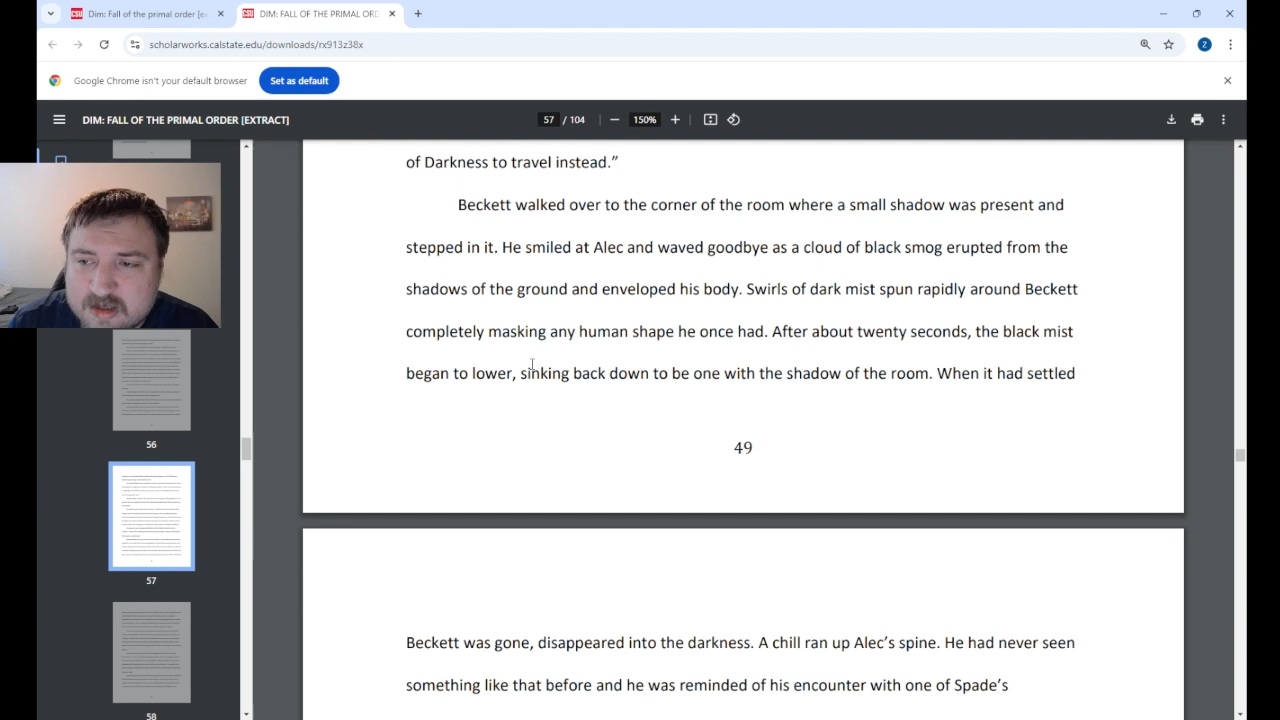 Dim: Fall of the primal order [e
DIM: FALL OF THE PRIMAL ORD
scholarworks.calstate.edu/downloads/rx913z38x
Z
Google Chrome isn't your default browser
Set as default
DIM: FALL OF THE PRIMAL ORDER [EXTRACT]
57 / 104
150%
of Darkness to travel instead.”
Beckett walked over to the corner of the room where a small shadow was present and
stepped in it. He smiled at Alec and waved goodbye as a cloud of black smog erupted from the
shadows of the ground and enveloped his body. Swirls of dark mist spun rapidly around Beckett
completely masking any human shape he once had. After about twenty seconds, the black mist
began to lower, sinking back down to be one with the shadow of the room. When it had settled
49
56
57
58
Beckett was gone, disappeared into the darkness. A chill ran up Alec’s spine. He had never seen
something like that before and he was reminded of his encounter with one of Spade’s